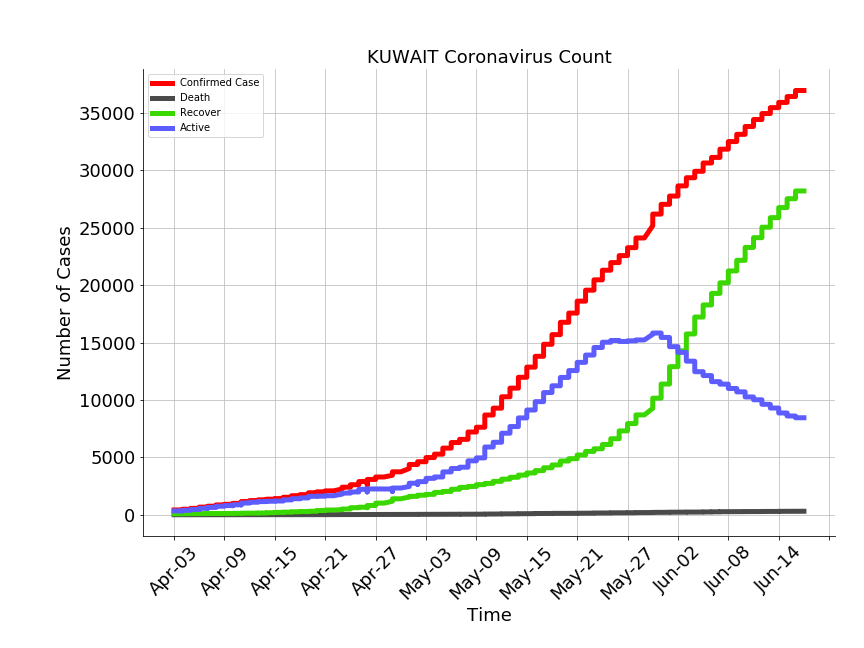 KUWAIT Coronavirus Count
Confirmed Case
Death
Recover
Active
Number of Cases
35000
30000
25000
20000
15000
10000
5000
0
Apr-03
Apr-09
Apr-15
Apr-21
Apr-27
May-03
May-09
May-15
May-21
May-27
Jun-02
Jun-08
Jun-14
Time